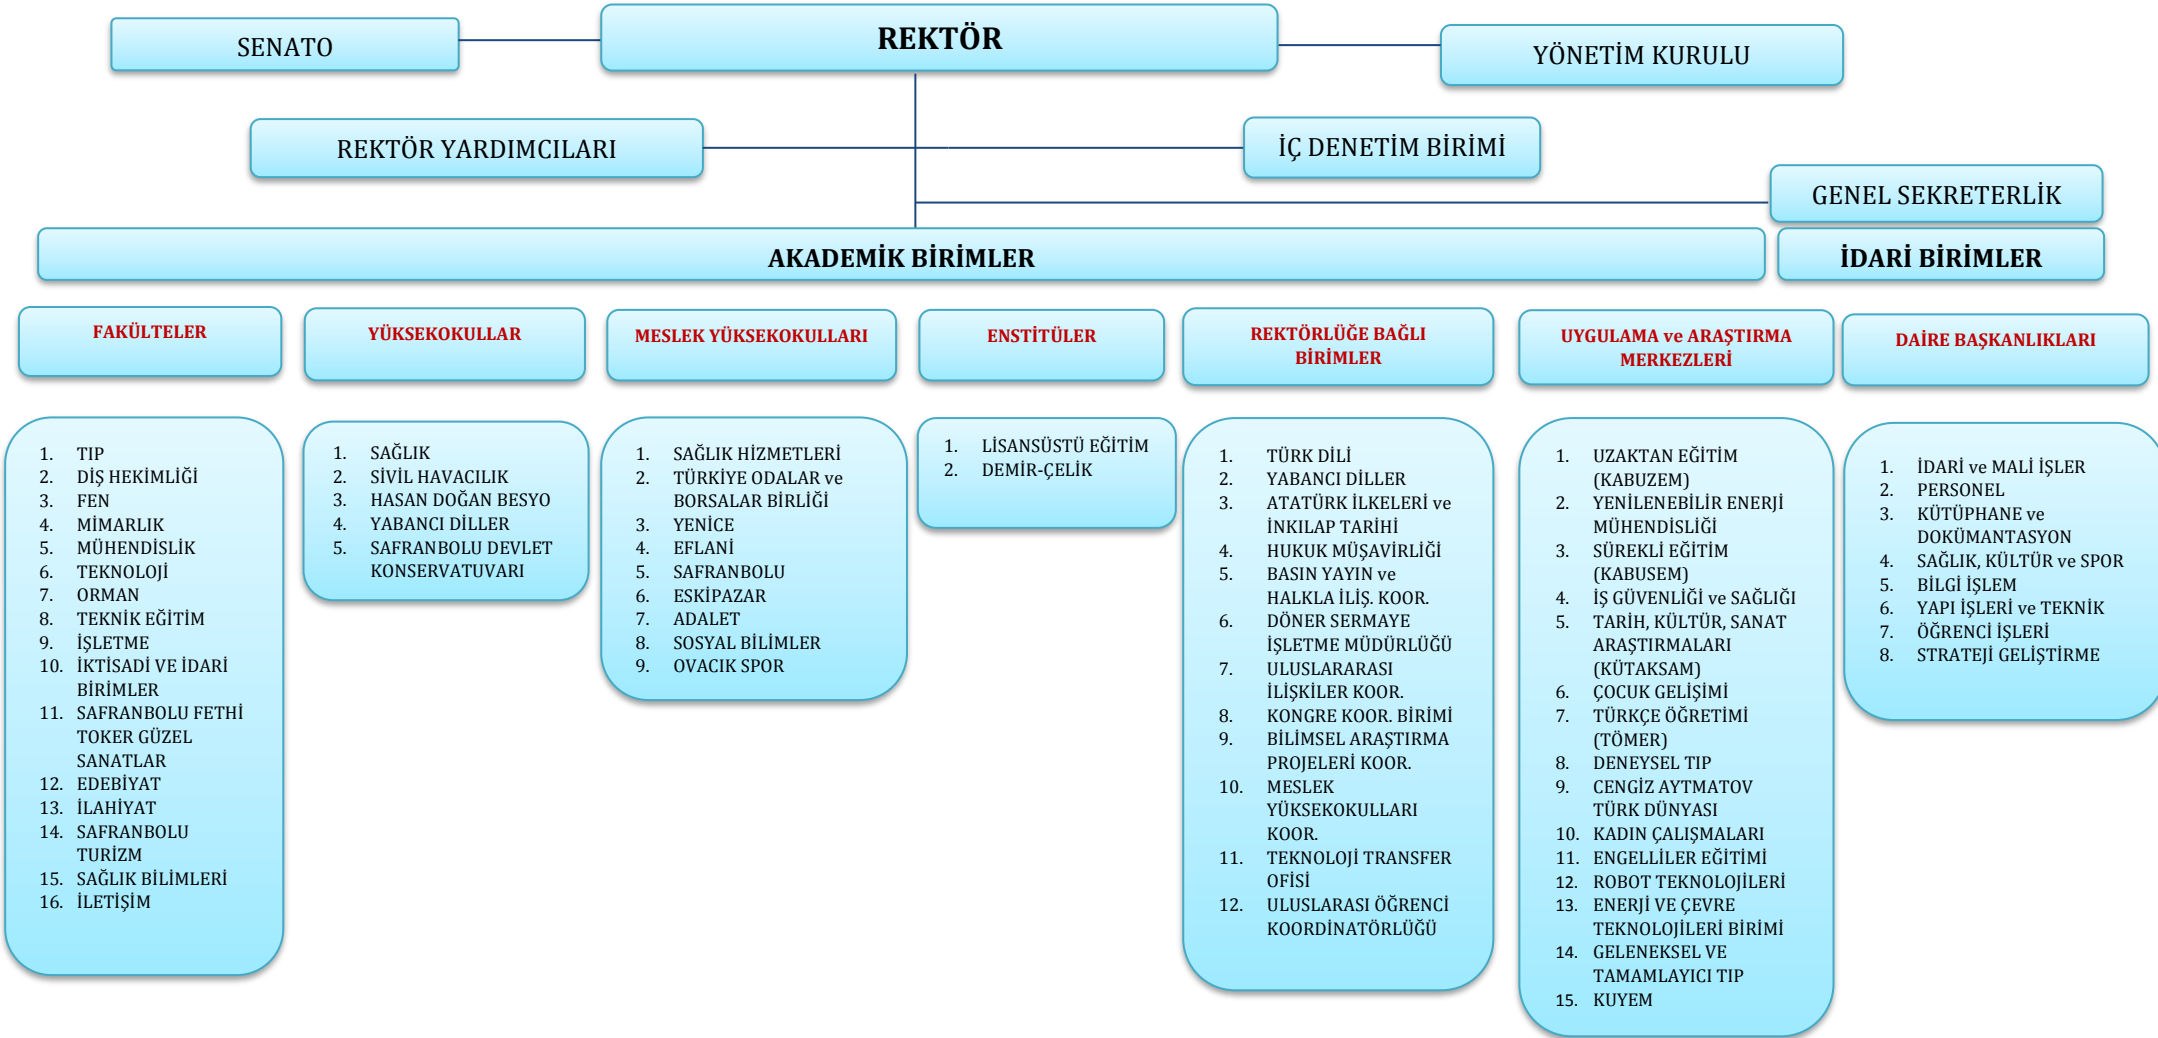 SENATO
REKTÖR
YÖNETİM KURULU
REKTÖR YARDIMCILARI
İÇ DENETİM BİRİMİ
GENEL SEKRETERLİK
AKADEMİK BİRİMLER
İDARİ BİRİMLER
FAKÜLTELER
1. TIP
2. DİŞ HEKİMLİĞİ
3. FEN
4. MİMARLIK
5. MÜHENDİSLİK
6. TEKNOLOJİ
7. ORMAN
8. TEKNİK EĞİTİM
9. İŞLETME
10. İKTİSADİ VE İDARİ
BİRİMLER
11. SAFRANBOLU FETHİ
TOKER GÜZEL
SANATLAR
12. EDEBİYAT
13. İLAHİYAT
14. SAFRANBOLU
TURİZM
15. SAĞLIK BİLİMLERİ
16. İLETİŞİM
YÜKSEKOKULLAR
1. SAĞLIK
2. SİVİL HAVACILIK
3. HASAN DOĞAN BESYO
4. YABANCI DİLLER
5. SAFRANBOLU DEVLET
KONSERVATUVARI
MESLEK YÜKSEKOKULLARI
1. SAĞLIK HİZMETLERİ
2. TÜRKİYE ODALAR ve
BORSALAR BİRLİĞİ
3. YENİCE
4. EFLANİ
5. SAFRANBOLU
6. ESKİPAZAR
7. ADALET
8. SOSYAL BİLİMLER
9. OVACIK SPOR
ENSTİTÜLER
1. LİSANSÜSTÜ EĞİTİM
2. DEMİR-ÇELİK
REKTÖRLÜĞE BAĞLI
BİRİMLER
1. TÜRK DİLİ
2. YABANCI DİLLER
3. ATATÜRK İLKELERİ ve
İNKILAP TARİHİ
4. HUKUK MÜŞAVİRLİĞİ
5. BASIN YAYIN ve
HALKLA İLİŞ. KOOR.
6. DÖNER SERMAYE
İŞLETME MÜDÜRLÜĞÜ
7. ULUSLARARASI
İLİŞKİLER KOOR.
8. KONGRE KOOR. BİRİMİ
9. BİLİMSEL ARAŞTIRMA
PROJELERİ KOOR.
10. MESLEK
YÜKSEKOKULLARI
KOOR.
11. TEKNOLOJİ TRANSFER
OFİSİ
12. ULUSLARASI ÖĞRENCİ
KOORDİNATÖRLÜĞÜ
UYGULAMA ve ARAŞTIRMA
MERKEZLERİ
1. UZAKTAN EĞİTİM
(KABUZEM)
2. YENİLENEBİLİR ENERJİ
MÜHENDİSLİĞİ
3. SÜREKLİ EĞİTİM
(KABUSEM)
4. İŞ GÜVENLİĞİ ve SAĞLIĞI
5. TARİH, KÜLTÜR, SANAT
ARAŞTIRMALARI
(KÜTAKSAM)
6. ÇOCUK GELİŞİMİ
7. TÜRKÇE ÖĞRETİMİ
(TÖMER)
8. DENEYSEL TIP
9. CENGİZ AYTMATOV
TÜRK DÜNYASI
10. KADIN ÇALIŞMALARI
11. ENGELLİLER EĞİTİMİ
12. ROBOT TEKNOLOJİLERİ
13. ENERJİ VE ÇEVRE
TEKNOLOJİLERİ BİRİMİ
14. GELENEKSEL VE
TAMAMLAYICI TIP
15. KUYEM
DAİRE BAŞKANLIKLARI
1. İDARİ ve MALİ İŞLER
2. PERSONEL
3. KÜTÜPHANE ve
DOKÜMANTASYON
4. SAĞLIK, KÜLTÜR ve SPOR
5. BİLGİ İŞLEM
6. YAPI İŞLERİ ve TEKNİK
7. ÖĞRENCİ İŞLERİ
8. STRATEJİ GELİŞTİRME